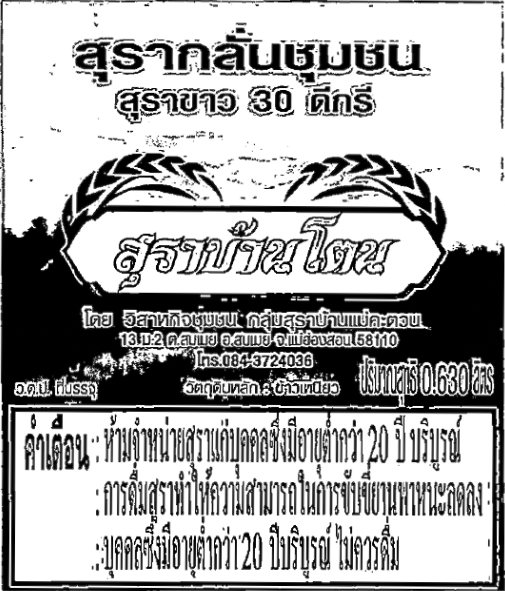 สุรากลั่นชุมชน
สุราขาว 30 ดีกรี
สุราบ้านโตน
โดย วิสาหกิจชุมชน กลุ่มสุราบ้านแม่คะตวน
13 ม.2 ต.สบเมย อ.สบเมย จ.แม่ฮ่องสอน 58110
โทร.084-3724036
ว.ด.ป. ที่บรรจุ วัตถุดิบหลัก : ข้าวเหนียว ปริมาณสุทธิ 0.630 ลิตร
คำเตือน : ห้ามจำหน่ายสุราแก่บุคคลซึ่งมีอายุต่ำกว่า 20 ปี บริบูรณ์
: การดื่มสุราทำให้ความสามารถในการขับขี่ยานพาหนะลดลง
: บุคคลซึ่งมีอายุต่ำกว่า 20 ปีบริบูรณ์ ไม่ควรดื่ม